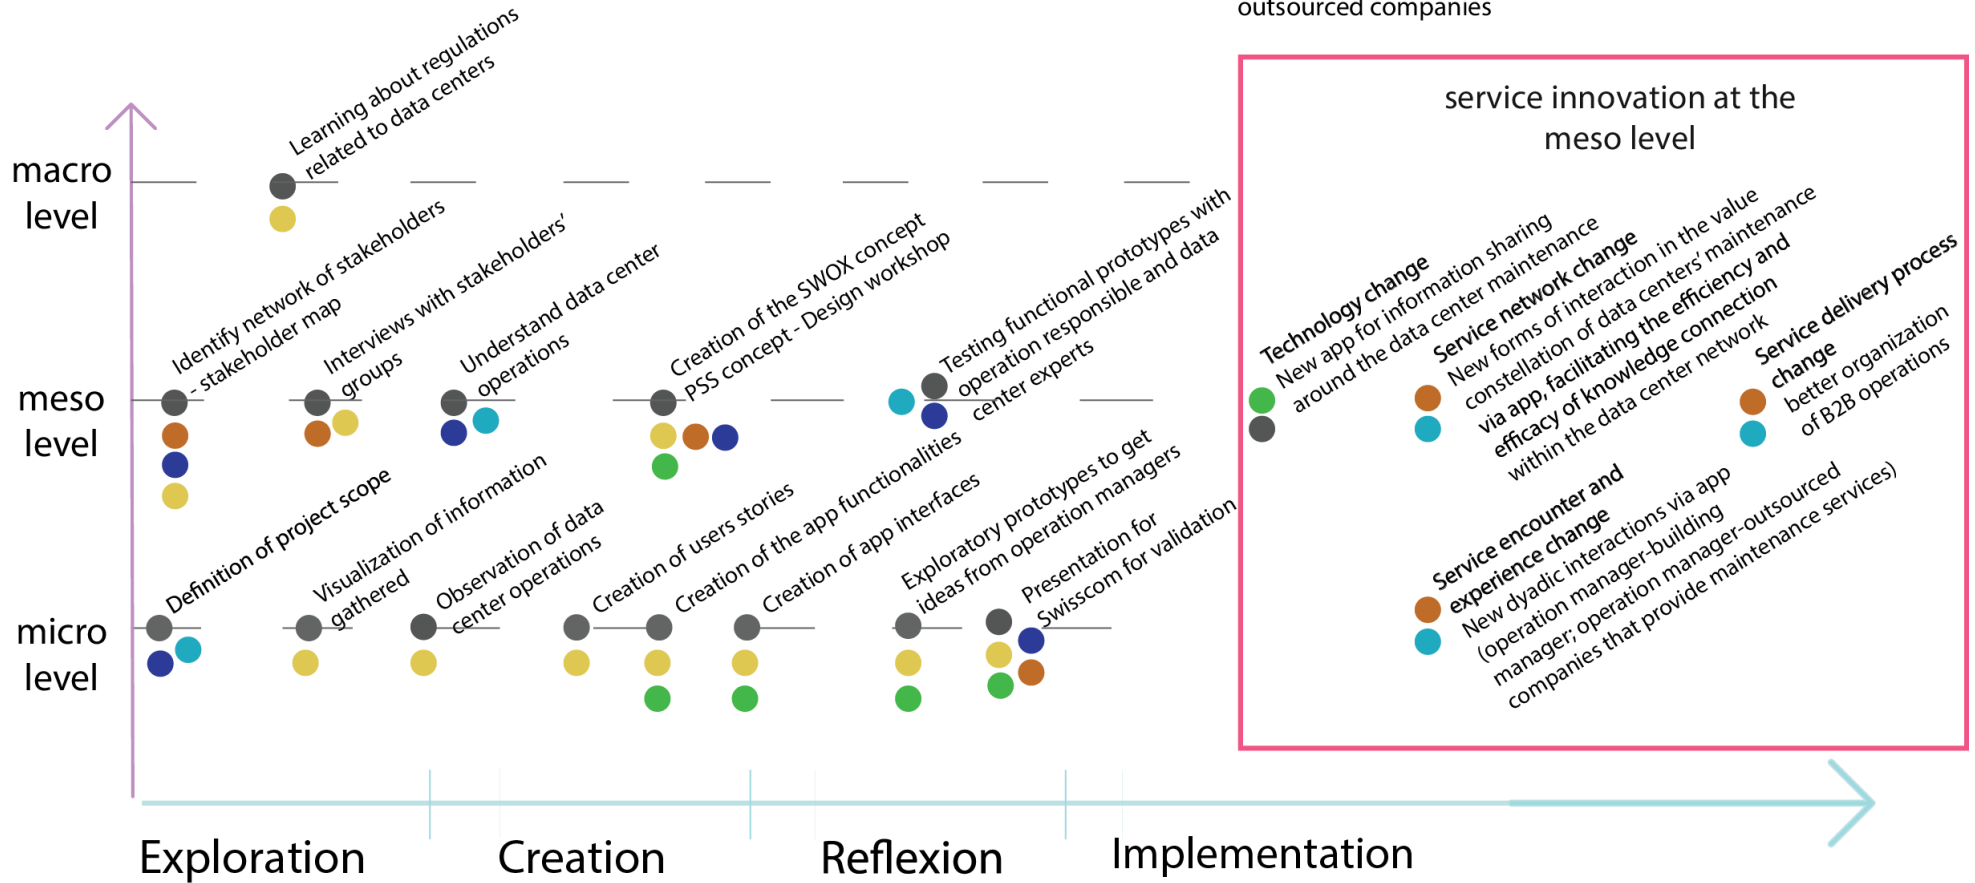 outsourced companies
service innovation at the
meso level
macro
level
Learning about regulations
related to data centers
meso
level
Identify network of stakeholders
- stakeholder map
Interviews with stakeholders'
groups
Understand data center
operations
Creation of the SWOX concept
PSS concept - Design workshop
Testing functional prototypes with
operation responsible and data
center experts
Technology change
New app for information sharing
around the data center maintenance
Service network change
New forms of interaction in the value
constellation of data centers' maintenance
via app, facilitating the efficiency and
efficacy of knowledge connection
within the data center network
Service delivery process
change
better organization
of B2B operations
micro
level
Definition of project scope
Visualization of information
gathered
Observation of data
center operations
Creation of users stories
Creation of the app functionalities
Creation of app interfaces
Exploratory prototypes to get
ideas from operation managers
Presentation for
Swisscom for validation
Service encounter and
experience change
New dyadic interactions via app
(operation manager-building
manager; operation manager-outsourced
companies that provide maintenance services)
Exploration
Creation
Reflexion
Implementation